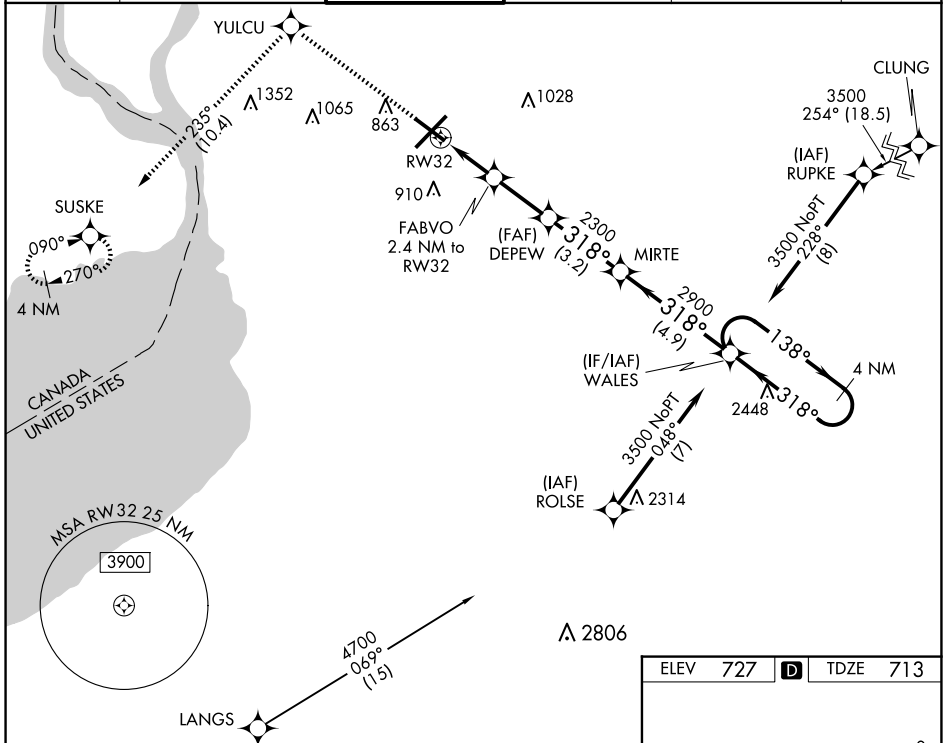 YULCU
1352
1065
863
1028
CLUNG
3500
254° (18.5)
(IAF)
RUPKE
3500 NoPT
228°
(8)
235°
(10.4)
RW32
910
FABVO
2.4 NM to
RW32
(FAF)
DEPEW
2300
318°
(3.2)
MIRTE
2900
318°
(4.9)
SUSKE
090°
270°
4 NM
(IF/IAF)
WALES
138°
318°
4 NM
2448
CANADA
UNITED STATES
3500 NoPT
048°
(7)
(IAF)
ROLSE
2314
MSA RW32 25 NM
3900
4700
069°
(15)
LANGS
2806
ELEV 727 D TDZE 713